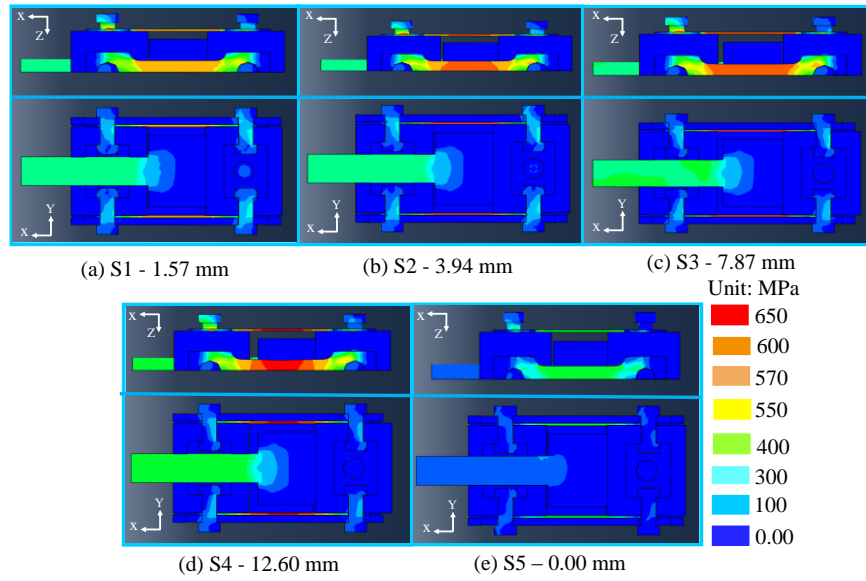 X
Z
X
Z
X
Z
Y
X
Y
X
Y
X
(a) S1 - 1.57 mm
(b) S2 - 3.94 mm
(c) S3 - 7.87 mm
Unit: MPa
X
Z
X
Z
650
600
570
550
400
300
100
0.00
Y
X
Y
X
(d) S4 - 12.60 mm
(e) S5 – 0.00 mm